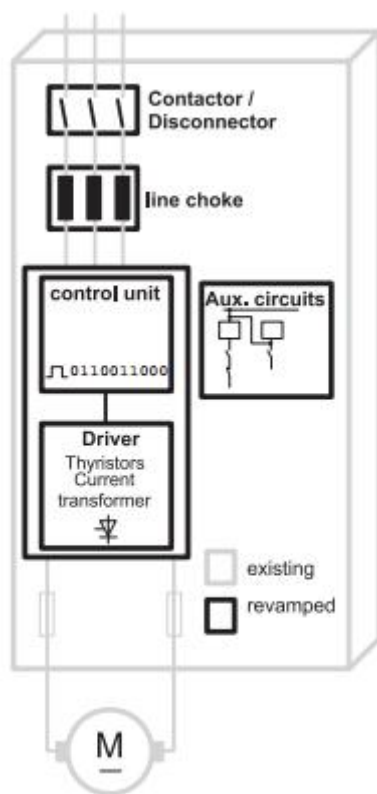 Contactor /
Disconnector
line choke
control unit
0110011000
Aux. circuits
Driver
Thyristors
Current
transformer
existing
revamped
M